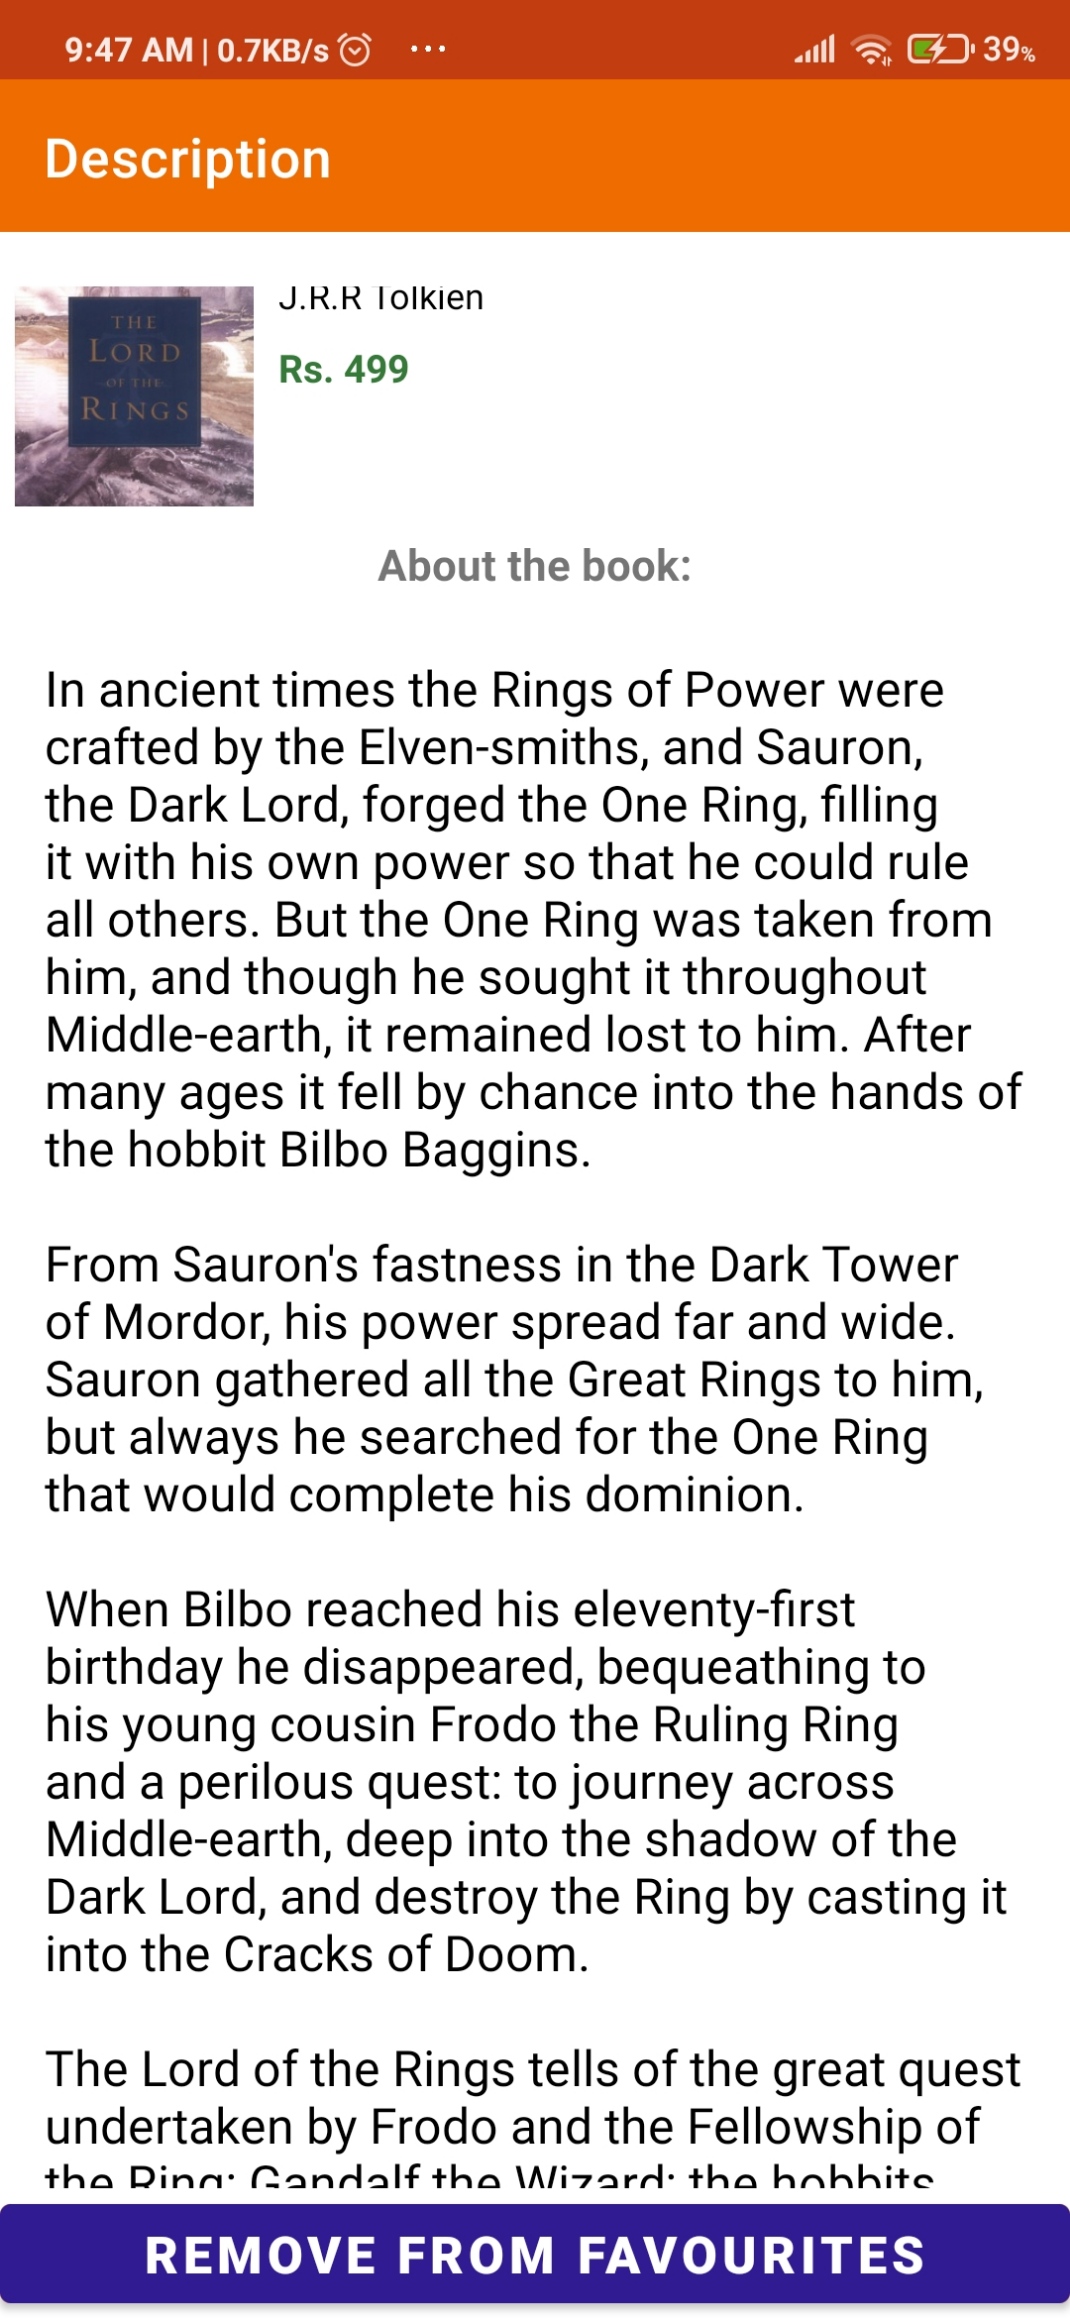 9:47 AM | 0.7KB/s ... 39%
Description
THE
LORD
OF THE
RINGS
J.R.R Tolkien
Rs. 499
About the book:
In ancient times the Rings of Power were
crafted by the Elven-smiths, and Sauron,
the Dark Lord, forged the One Ring, filling
it with his own power so that he could rule
all others. But the One Ring was taken from
him, and though he sought it throughout
Middle-earth, it remained lost to him. After
many ages it fell by chance into the hands of
the hobbit Bilbo Baggins.
From Sauron's fastness in the Dark Tower
of Mordor, his power spread far and wide.
Sauron gathered all the Great Rings to him,
but always he searched for the One Ring
that would complete his dominion.
When Bilbo reached his eleventy-first
birthday he disappeared, bequeathing to
his young cousin Frodo the Ruling Ring
and a perilous quest: to journey across
Middle-earth, deep into the shadow of the
Dark Lord, and destroy the Ring by casting it
into the Cracks of Doom.
The Lord of the Rings tells of the great quest
undertaken by Frodo and the Fellowship of
the Ring: Gandalf the Wizard; the hobbits
REMOVE FROM FAVOURITES